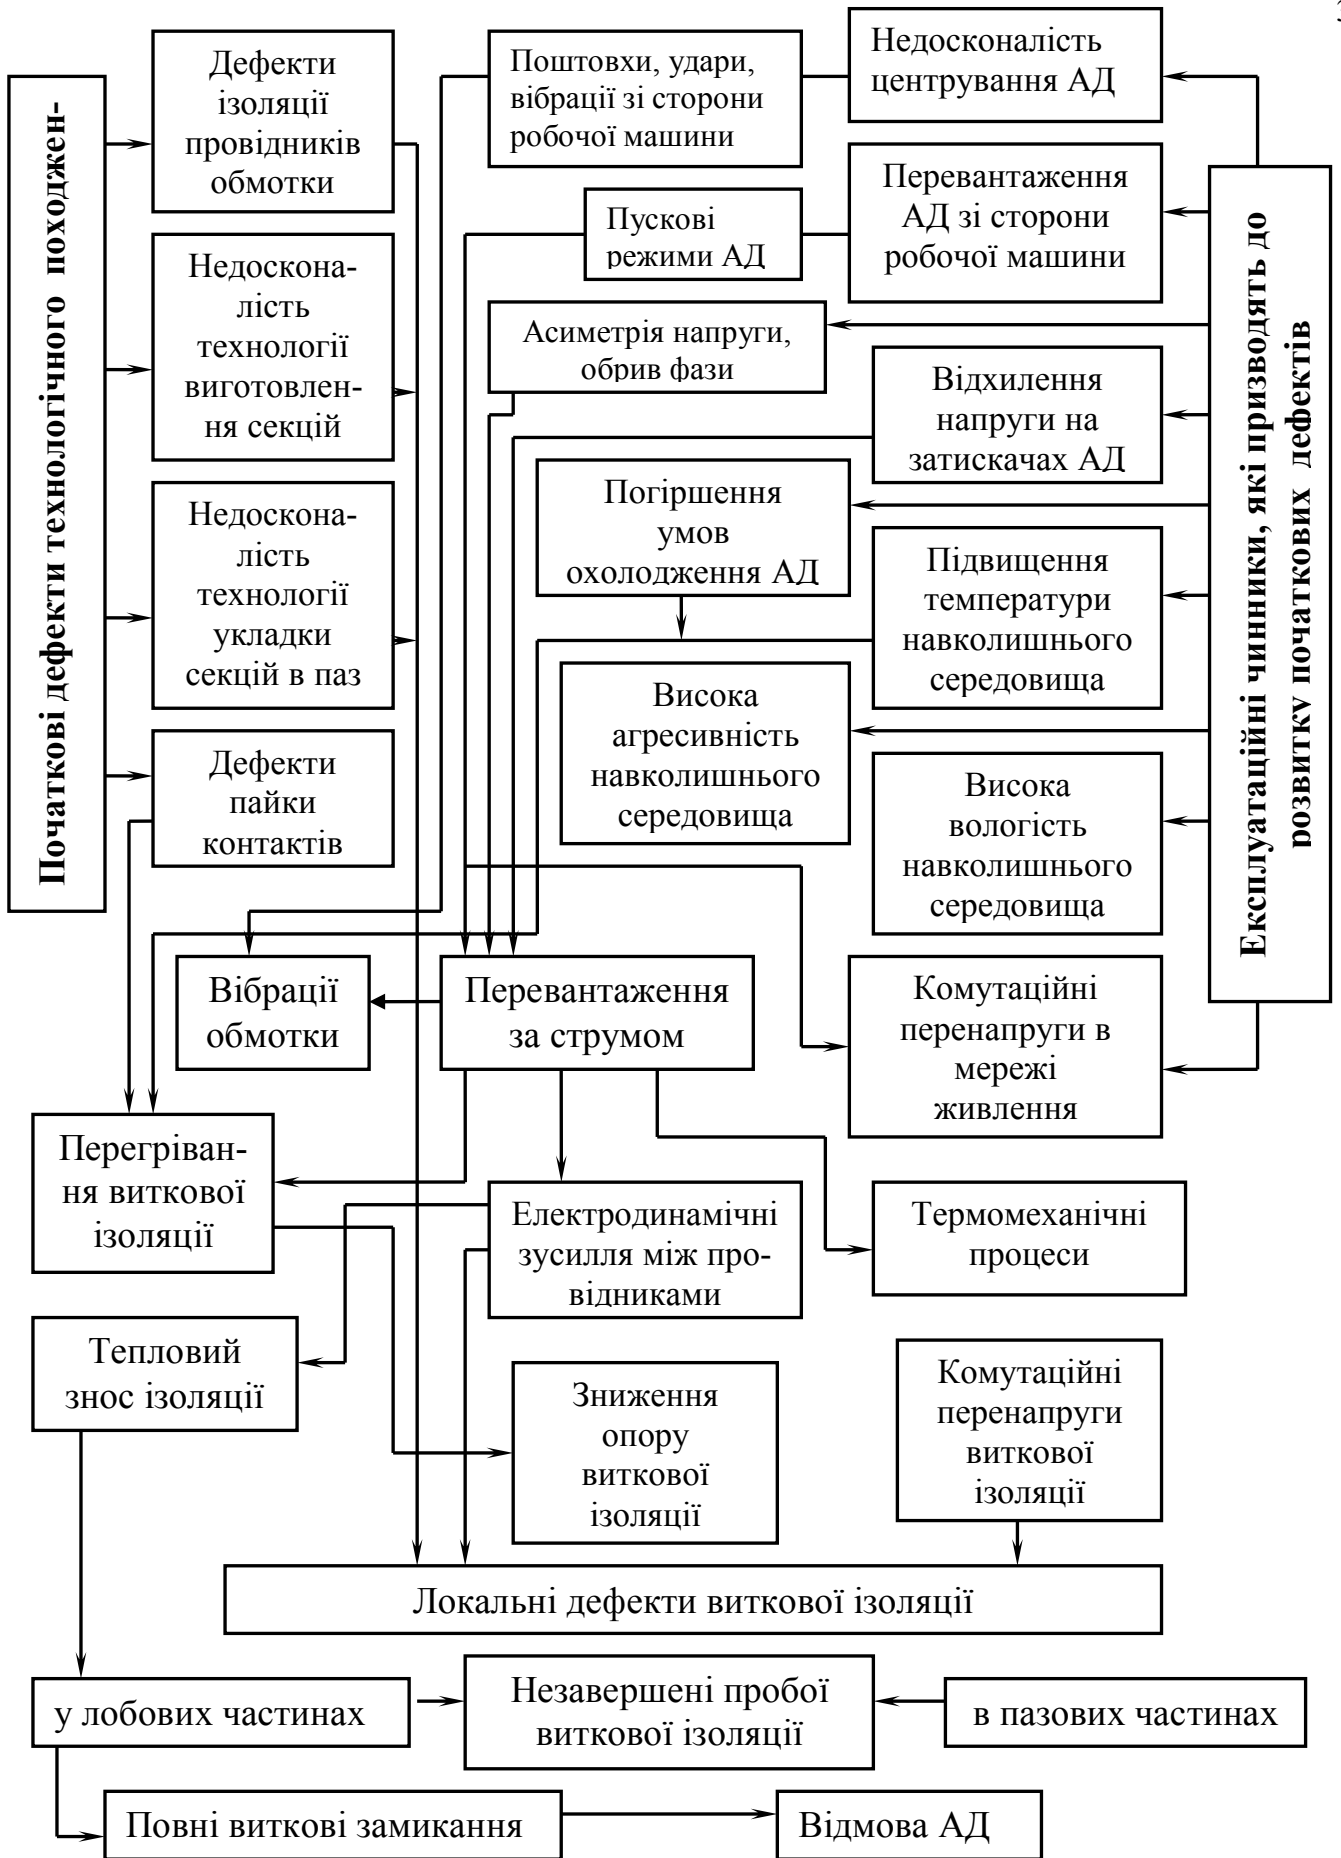 Початкові дефекти технологічного походжен-
Дефекти
ізоляції
провідників
обмотки
Недоскона-
лість
технології
виготовлен-
ня секцій
Недоскона-
лість
технології
укладки
секцій в паз
Дефекти
пайки
контактів
Поштовхи, удари,
вібрації зі сторони
робочої машини
Недосконалість
центрування АД
Пускові
режими АД
Перевантаження
АД зі сторони
робочої машини
Асиметрія напруги,
обрив фази
Відхилення
напруги на
затискачах АД
Погіршення
умов
охолодження АД
Підвищення
температури
навколишнього
середовища
Висока
агресивність
навколишнього
середовища
Висока
вологість
навколишнього
середовища
Експлуатаційні чинники, які призводять до
розвитку початкових дефектів
Вібрації
обмотки
Перевантаження
за струмом
Комутаційні
перенапруги в
мережі
живлення
Перегріван-
ня виткової
ізоляції
Електродинамічні
зусилля між про-
відниками
Термомеханічні
процеси
Тепловий
знос ізоляції
Зниження
опору
виткової
ізоляції
Комутаційні
перенапруги
виткової
ізоляції
Локальні дефекти виткової ізоляції
у лобових частинах
Незавершені пробої
виткової ізоляції
в пазових частинах
Повні виткові замикання
Відмова АД